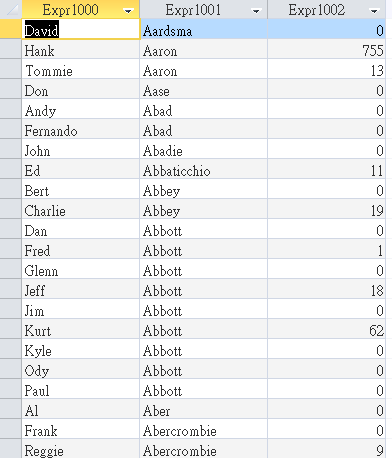 Expr1000 Expr1001 Expr1002
David Aardsma 0
Hank Aaron 755
Tommie Aaron 13
Don Aase 0
Andy Abad 0
Fernando Abad 0
John Abadie 0
Ed Abbaticchio 11
Bert Abbey 0
Charlie Abbey 19
Dan Abbott 0
Fred Abbott 1
Glenn Abbott 0
Jeff Abbott 18
Jim Abbott 0
Kurt Abbott 62
Kyle Abbott 0
Ody Abbott 0
Paul Abbott 0
Al Aber 0
Frank Abercrombie 0
Reggie Abercrombie 9